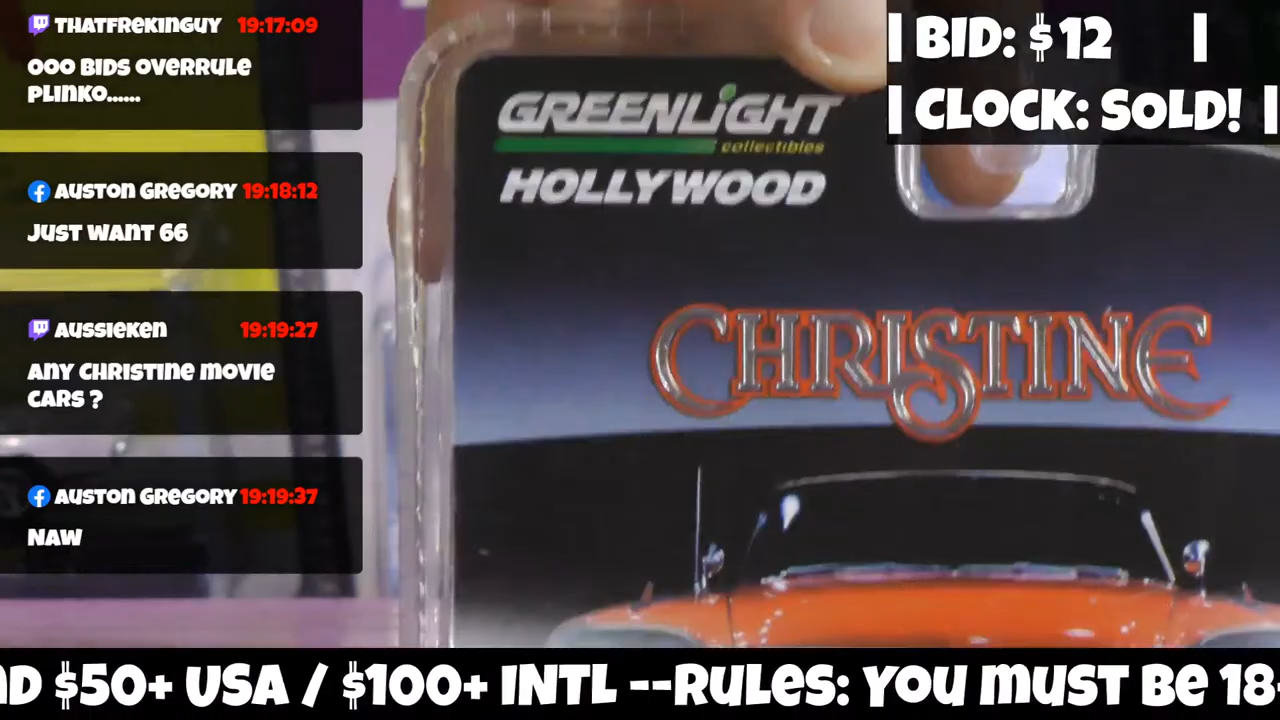 THATFREKINGUY 19:17:09
OOO BIDS OVERRULE
PLINKO......
AUSTON GREGORY 19:18:12
JUST WANT 66
AUSSIEKEN 19:19:27
ANY CHRISTINE MOVIE
CARS ?
AUSTON GREGORY 19:19:37
NAW
GREENLiGHT
collectibles
HOLLYWOOD
CHRISTINE
| BID: $12 |
| CLOCK: SOLD! |
$50+ USA / $100+ INTL --RULES: YOU MUST BE 18